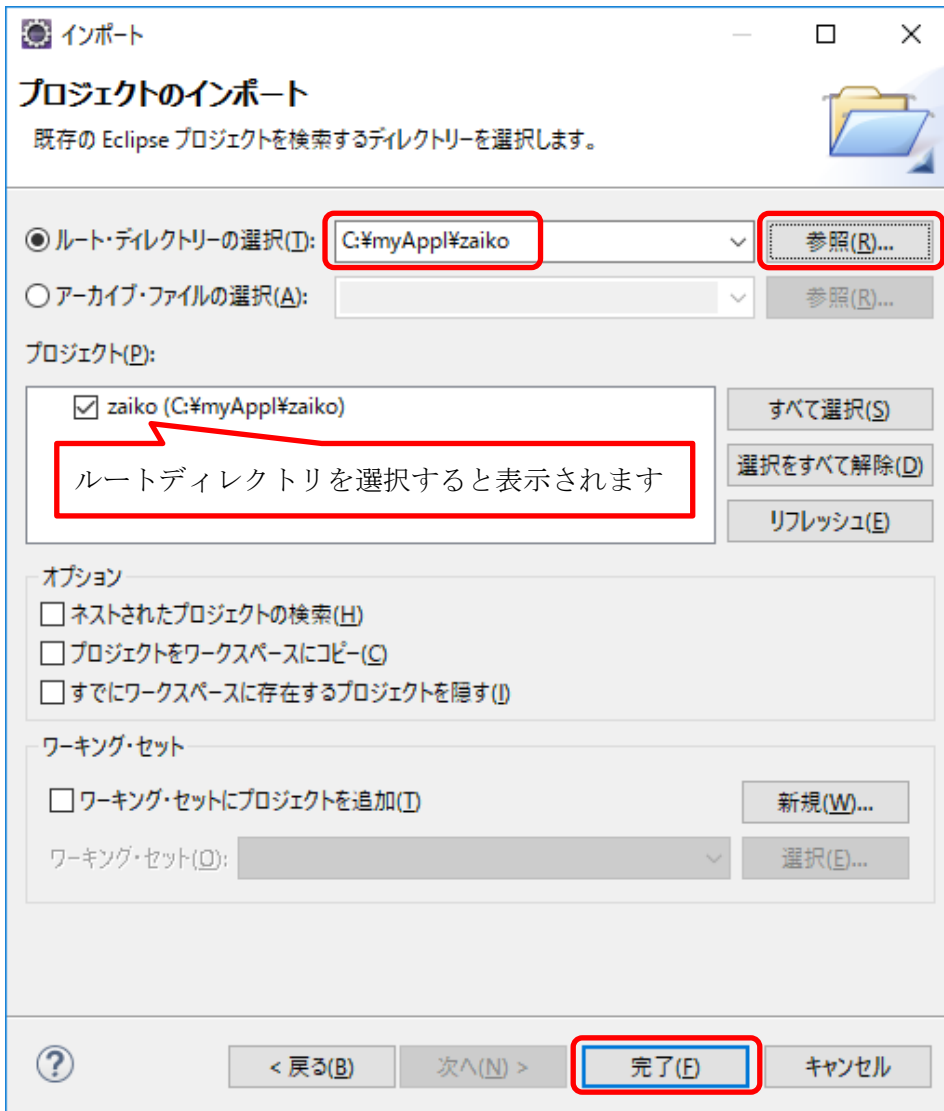 インポート
プロジェクトのインポート
既存の Eclipse プロジェクトを検索するディレクトリーを選択します。
ルート・ディレクトリーの選択(T): C:¥myAppl¥zaiko 参照(R)...
アーカイブ・ファイルの選択(A): 参照(R)...
プロジェクト(P):
zaiko (C:¥myAppl¥zaiko) すべて選択(S)
ルートディレクトリを選択すると表示されます 選択をすべて解除(D)
リフレッシュ(E)
オプション
ネストされたプロジェクトの検索(H)
プロジェクトをワークスペースにコピー(C)
すでにワークスペースに存在するプロジェクトを隠す(I)
ワーキング・セット
ワーキング・セットにプロジェクトを追加(T) 新規(W)...
ワーキング・セット(O): 選択(E)...
? < 戻る(B) 次へ(N) > 完了(F) キャンセル